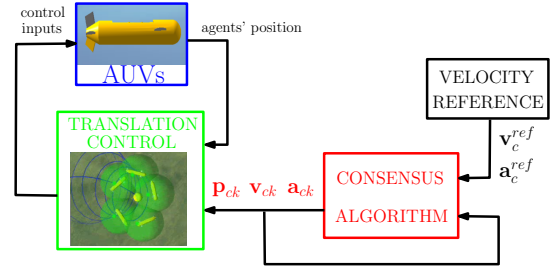 control
inputs
agents' position
AUVs
VELOCITY
REFERENCE
TRANSLATION
CONTROL
v_c^{ref}
a_c^{ref}
p_{ck} v_{ck} a_{ck}
CONSENSUS
ALGORITHM